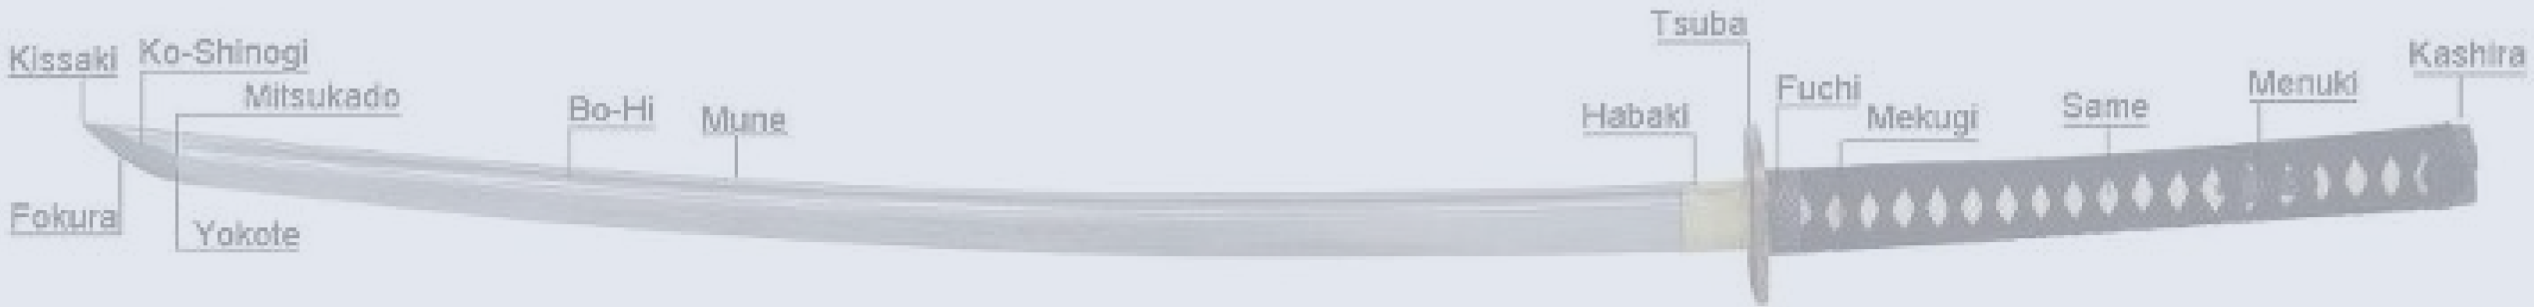 Kissaki
Ko-Shinogi
Mitsukado
Fokura
Yokote
Bo-Hi
Mune
Habaki
Tsuba
Fuchi
Mekugi
Same
Menuki
Kashira